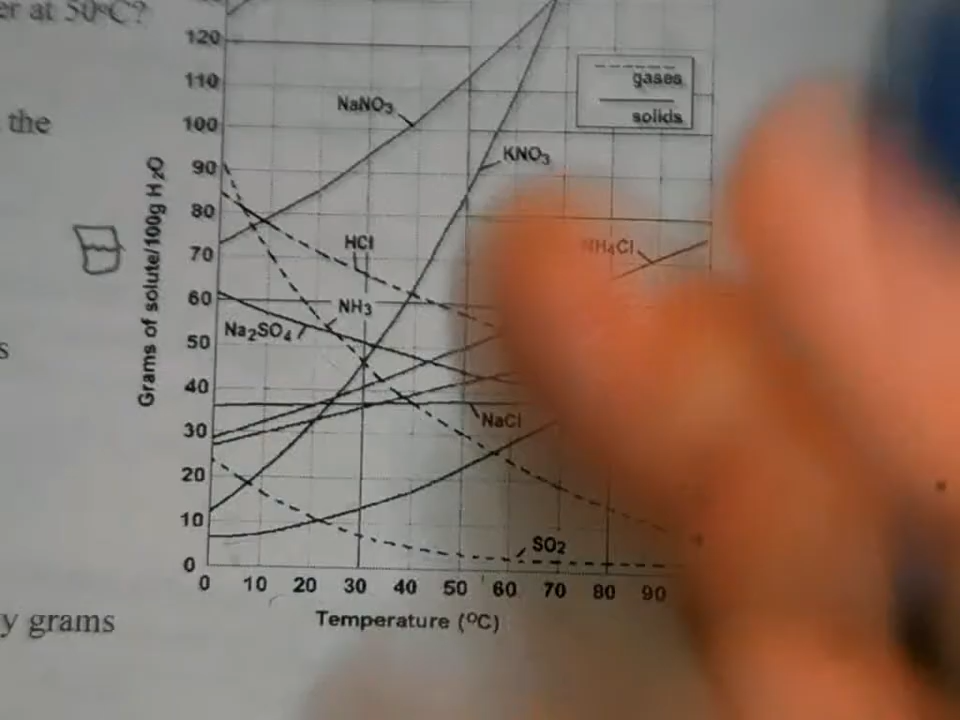 er at 50°C?
the
s
y grams
120
110
100
90
80
70
60
50
40
30
20
10
0
Grams of solute/100g H2O
gases
solids
NaNO3
KNO3
HCl
NH4Cl
NH3
Na2SO4
NaCl
SO2
0 10 20 30 40 50 60 70 80 90
Temperature (°C)